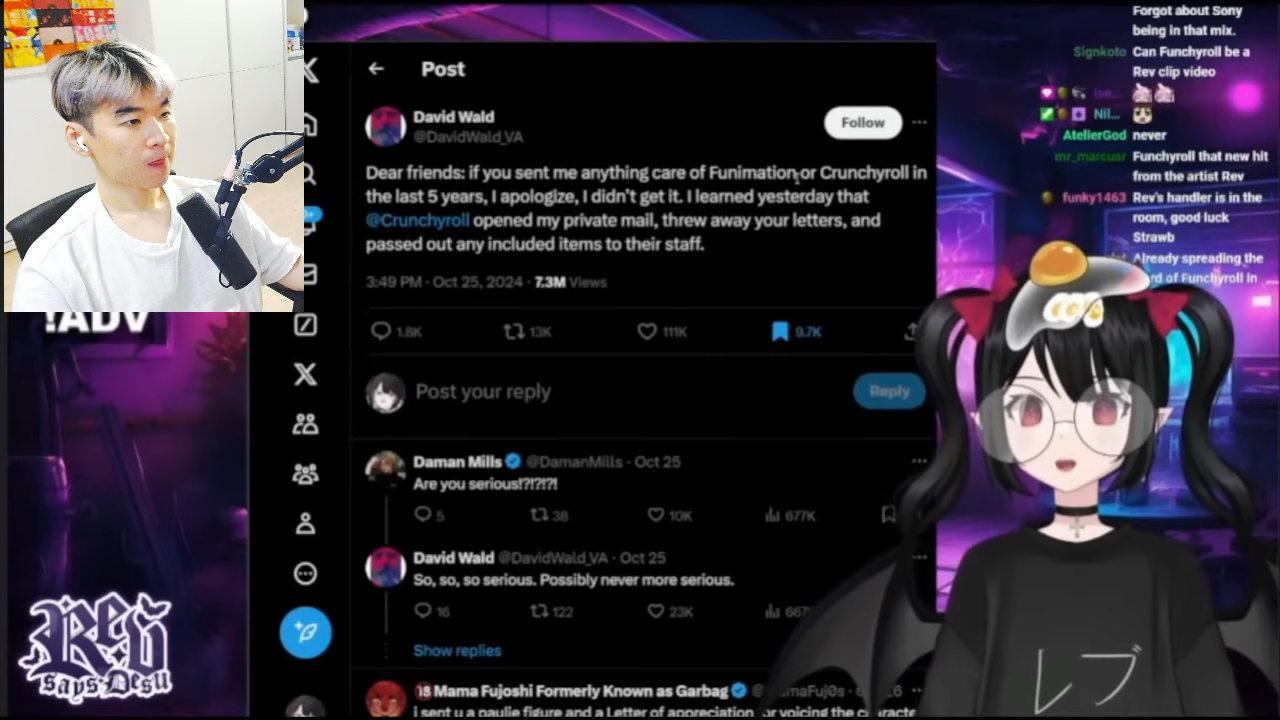 Post
David Wald
@DavidWald_VA
Follow
Dear friends: if you sent me anything care of Funimation or Crunchyroll in
the last 5 years, I apologize, I didn't get it. I learned yesterday that
@Crunchyroll opened my private mail, threw away your letters, and
passed out any included items to their staff.
3:49 PM · Oct 25, 2024 · 7.3M Views
1.8K 13K 111K 9.7K
Post your reply
Reply
Daman Mills @DamanMills · Oct 25
Are you serious!?!?!?!
5 38 10K 677K
David Wald @DavidWald_VA · Oct 25
So, so, so serious. Possibly never more serious.
16 122 23K 667
Show replies
Mama Fujoshi Formerly Known as Garbag
i sent u a paulie figure and a Letter of appreciation for voicing the characte
!ADV
Rev
says Desu
Forgot about Sony
being in that mix.
Signkoto Can Funchyroll be a
Rev clip video
Nil...
AtelierGod never
mr_marcusr Funchyroll that new hit
from the artist Rev
funky1463 Rev's handler is in the
room, good luck
Strawb
Already spreading the
of Funchyroll in
レブ